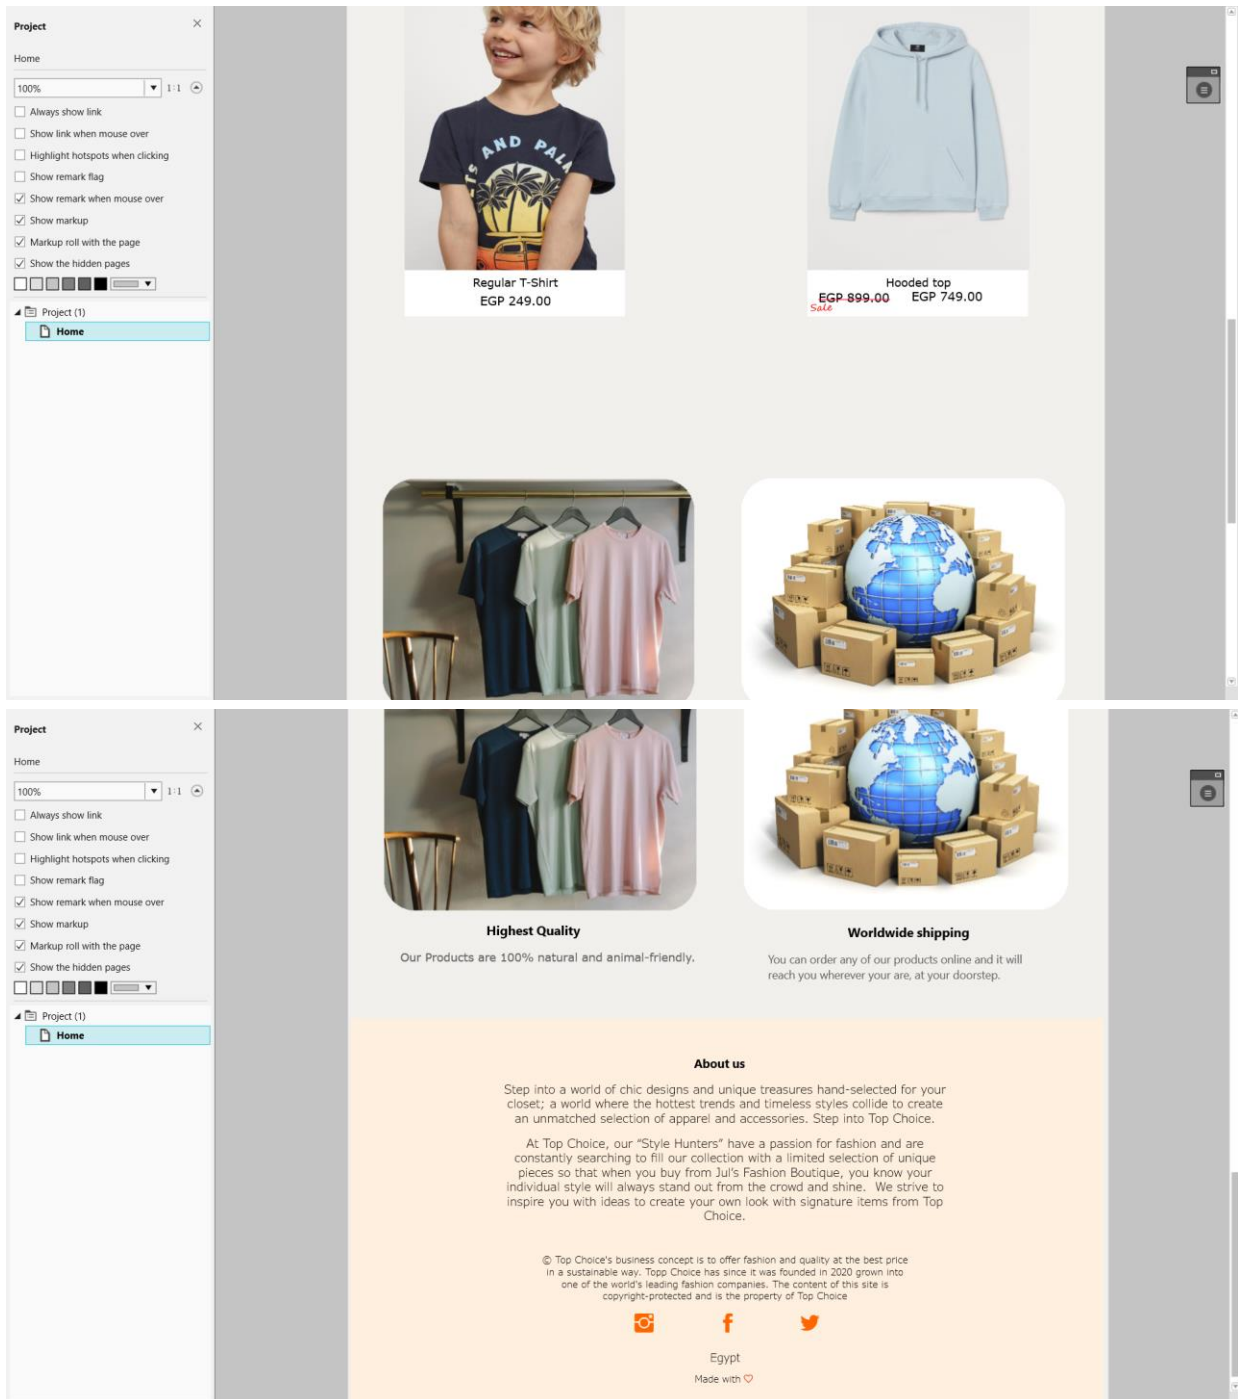 Project
Home
100%
1:1
Always show link
Show link when mouse over
Highlight hotspots when clicking
Show remark flag
Show remark when mouse over
Show markup
Markup roll with the page
Show the hidden pages
Project (1)
Home
AND PAL
Regular T-Shirt
EGP 249.00
Hooded top
EGP 899.00 EGP 749.00
Sale
Project
Home
100%
1:1
Always show link
Show link when mouse over
Highlight hotspots when clicking
Show remark flag
Show remark when mouse over
Show markup
Markup roll with the page
Show the hidden pages
Project (1)
Home
Highest Quality
Our Products are 100% natural and animal-friendly.
Worldwide shipping
You can order any of our products online and it will
reach you wherever your are, at your doorstep.
About us
Step into a world of chic designs and unique treasures hand-selected for your
closet; a world where the hottest trends and timeless styles collide to create
an unmatched selection of apparel and accessories. Step into Top Choice.
At Top Choice, our “Style Hunters” have a passion for fashion and are
constantly searching to fill our collection with a limited selection of unique
pieces so that when you buy from Jul’s Fashion Boutique, you know your
individual style will always stand out from the crowd and shine.  We strive to
inspire you with ideas to create your own look with signature items from Top
Choice.
© Top Choice's business concept is to offer fashion and quality at the best price
in a sustainable way. Topp Choice has since it was founded in 2020 grown into
one of the world's leading fashion companies. The content of this site is
copyright-protected and is the property of Top Choice
Egypt
Made with ♡